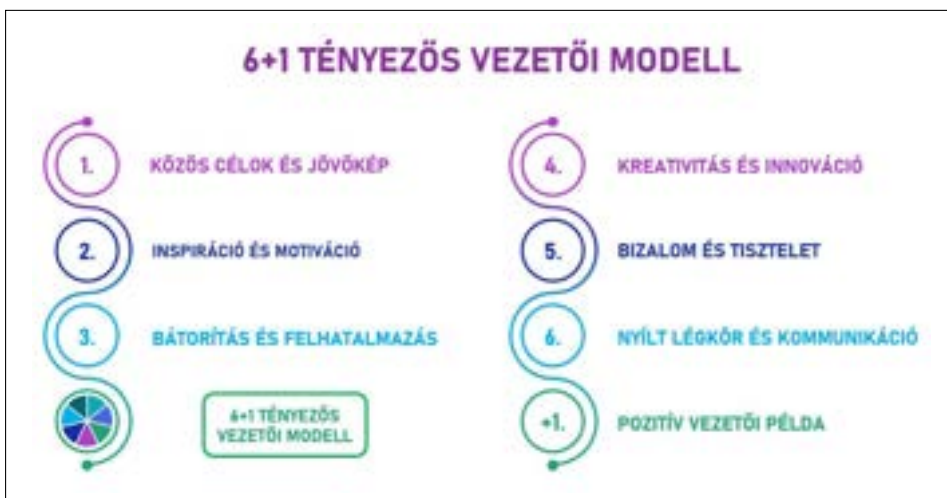 6+1 TÉNYEZŐS VEZETŐI MODELL
1. KÖZÖS CÉLOK ÉS JÖVŐKÉP
2. INSPIRÁCIÓ ÉS MOTIVÁCIÓ
3. BÁTORÍTÁS ÉS FELHATALMAZÁS
6+1 TÉNYEZŐS
VEZETŐI MODELL
4. KREATIVITÁS ÉS INNOVÁCIÓ
5. BIZALOM ÉS TISZTELET
6. NYÍLT LÉGKÖR ÉS KOMMUNIKÁCIÓ
+1. POZITÍV VEZETŐI PÉLDA